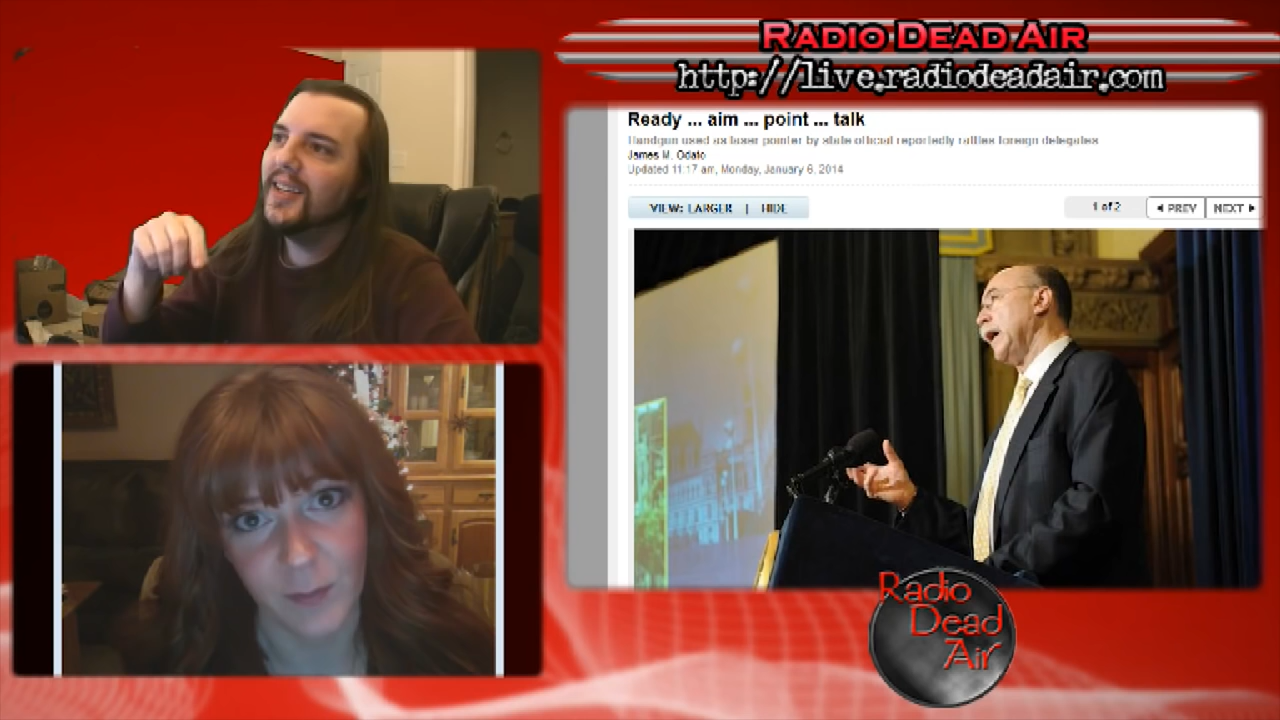 Radio Dead Air
http://live.radiodeadair.com
Ready ... aim ... point ... talk
Handgun used as laser pointer by state official reportedly rattles foreign delegates
James M. Odato
Updated 11:17 am, Monday, January 6, 2014
VIEW: LARGER | HIDE
1 of 2
◄ PREV
NEXT ►
Radio
Dead
Air